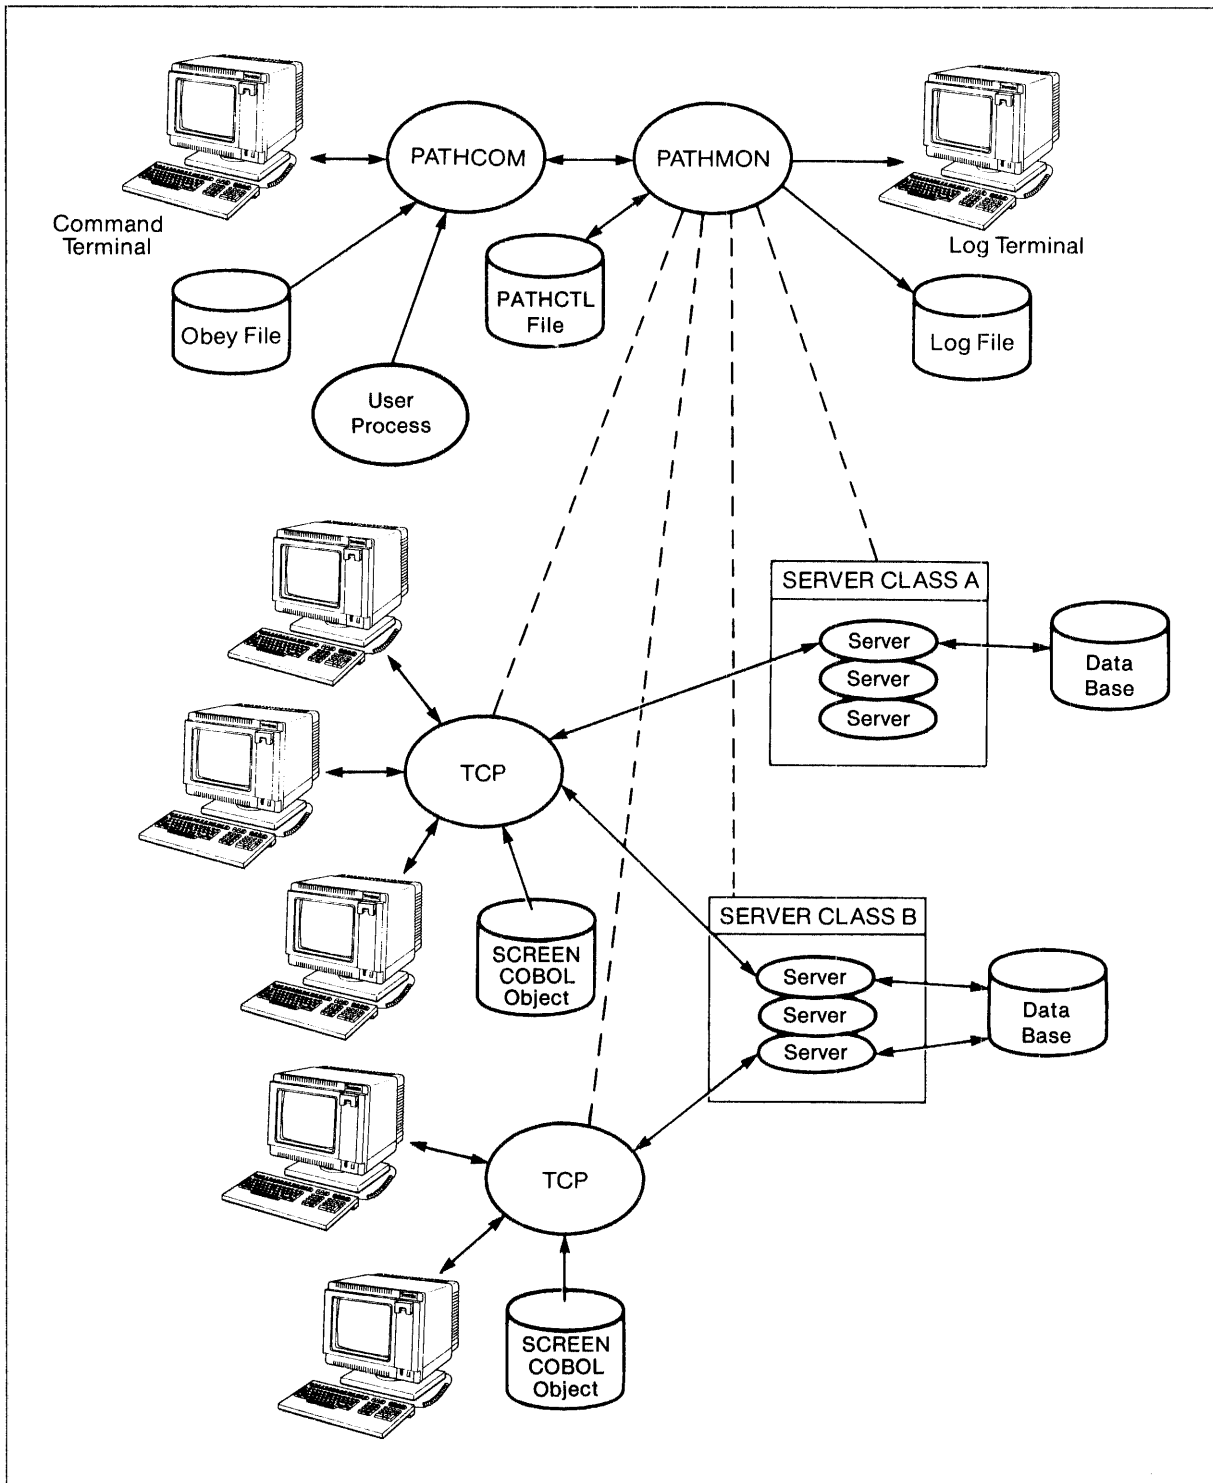 PATHCOM
PATHMON
Command
Terminal
Log Terminal
Obey File
PATHCTL
File
Log File
User
Process
SERVER CLASS A
Server
Server
Server
Data
Base
TCP
SCREEN
COBOL
Object
SERVER CLASS B
Server
Server
Server
Data
Base
TCP
SCREEN
COBOL
Object